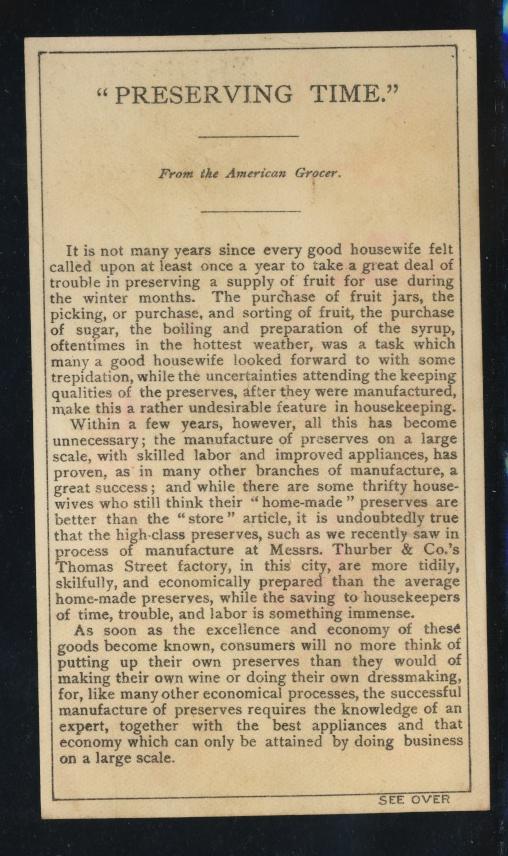 “PRESERVING TIME.”
From the American Grocer.
It is not many years since every good housewife felt
called upon at least once a year to take a great deal of
trouble in preserving a supply of fruit for use during
the winter months. The purchase of fruit jars, the
picking, or purchase, and sorting of fruit, the purchase
of sugar, the boiling and preparation of the syrup,
oftentimes in the hottest weather, was a task which
many a good housewife looked forward to with some
trepidation, while the uncertainties attending the keeping
qualities of the preserves, after they were manufactured,
make this a rather undesirable feature in housekeeping.
Within a few years, however, all this has become
unnecessary; the manufacture of preserves on a large
scale, with skilled labor and improved appliances, has
proven, as in many other branches of manufacture, a
great success; and while there are some thrifty house-
wives who still think their “home-made” preserves are
better than the “store” article, it is undoubtedly true
that the high-class preserves, such as we recently saw in
process of manufacture at Messrs. Thurber & Co.'s
Thomas Street factory, in this city, are more tidily,
skilfully, and economically prepared than the average
home-made preserves, while the saving to housekeepers
of time, trouble, and labor is something immense.
As soon as the excellence and economy of these
goods become known, consumers will no more think of
putting up their own preserves than they would of
making their own wine or doing their own dressmaking,
for, like many other economical processes, the successful
manufacture of preserves requires the knowledge of an
expert, together with the best appliances and that
economy which can only be attained by doing business
on a large scale.
SEE OVER